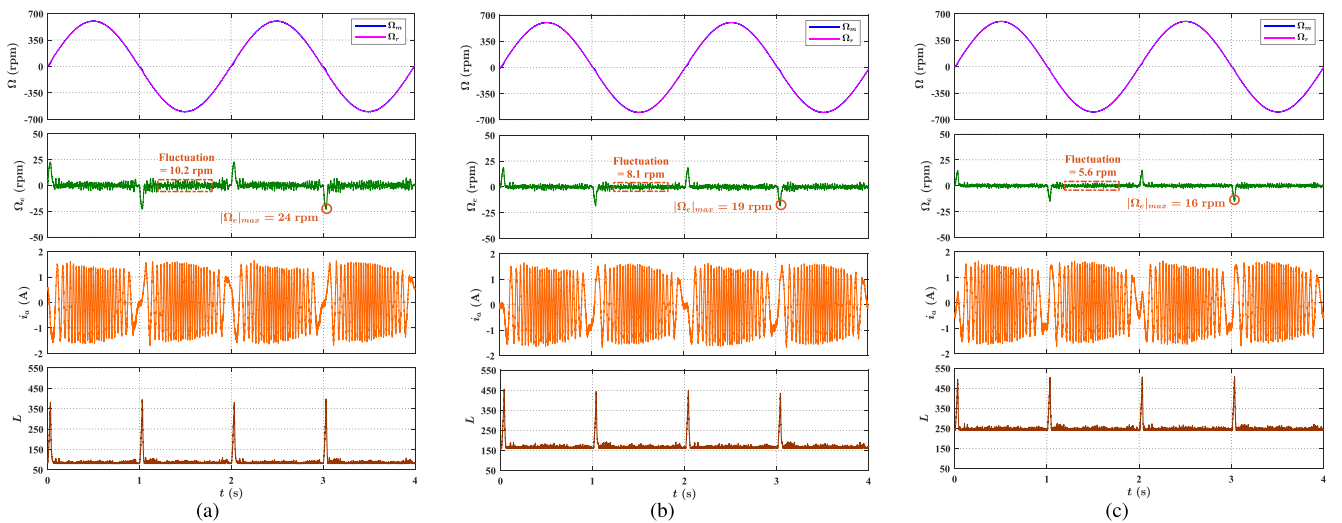 700
350
0
-350
-700
Ω (rpm)
Ωₘ
Ωᵣ
50
25
0
-25
-50
Ωₑ (rpm)
Fluctuation
= 10.2 rpm
|Ωₑ|ₘₐₓ = 24 rpm
2
1
0
-1
-2
iₐ (A)
550
450
350
250
150
50
L
0 1 2 3 4
t (s)
(a)
700
350
0
-350
-700
Ω (rpm)
Ωₘ
Ωᵣ
50
25
0
-25
-50
Ωₑ (rpm)
Fluctuation
= 8.1 rpm
|Ωₑ|ₘₐₓ = 19 rpm
2
1
0
-1
-2
iₐ (A)
550
450
350
250
150
50
L
0 1 2 3 4
t (s)
(b)
700
350
0
-350
-700
Ω (rpm)
Ωₘ
Ωᵣ
50
25
0
-25
-50
Ωₑ (rpm)
Fluctuation
= 5.6 rpm
|Ωₑ|ₘₐₓ = 16 rpm
2
1
0
-1
-2
iₐ (A)
550
450
350
250
150
50
L
0 1 2 3 4
t (s)
(c)